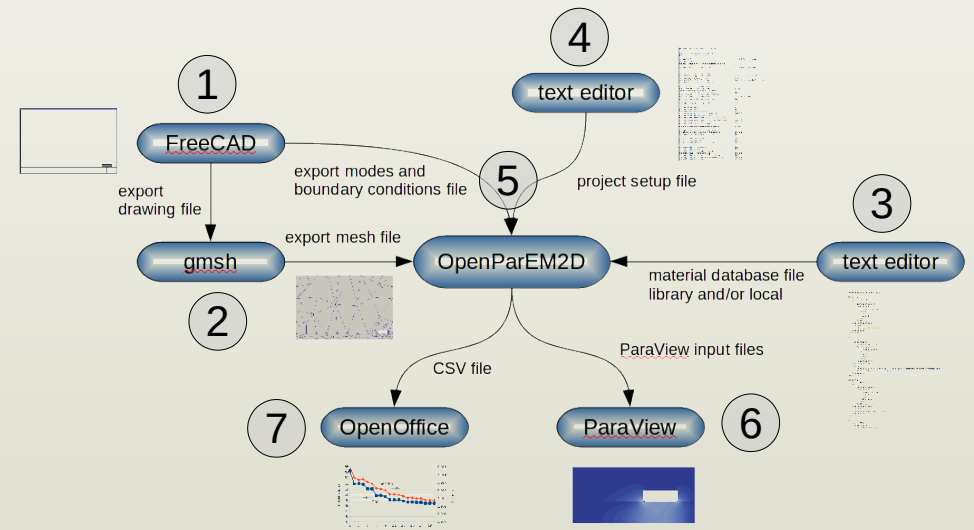 4
1
text editor
FreeCAD
export modes and
boundary conditions file
5
project setup file
export
drawing file
3
export mesh file
gmsh
OpenParEM2D
text editor
material database file
library and/or local
2
ParaView input files
CSV file
7
OpenOffice
ParaView
6